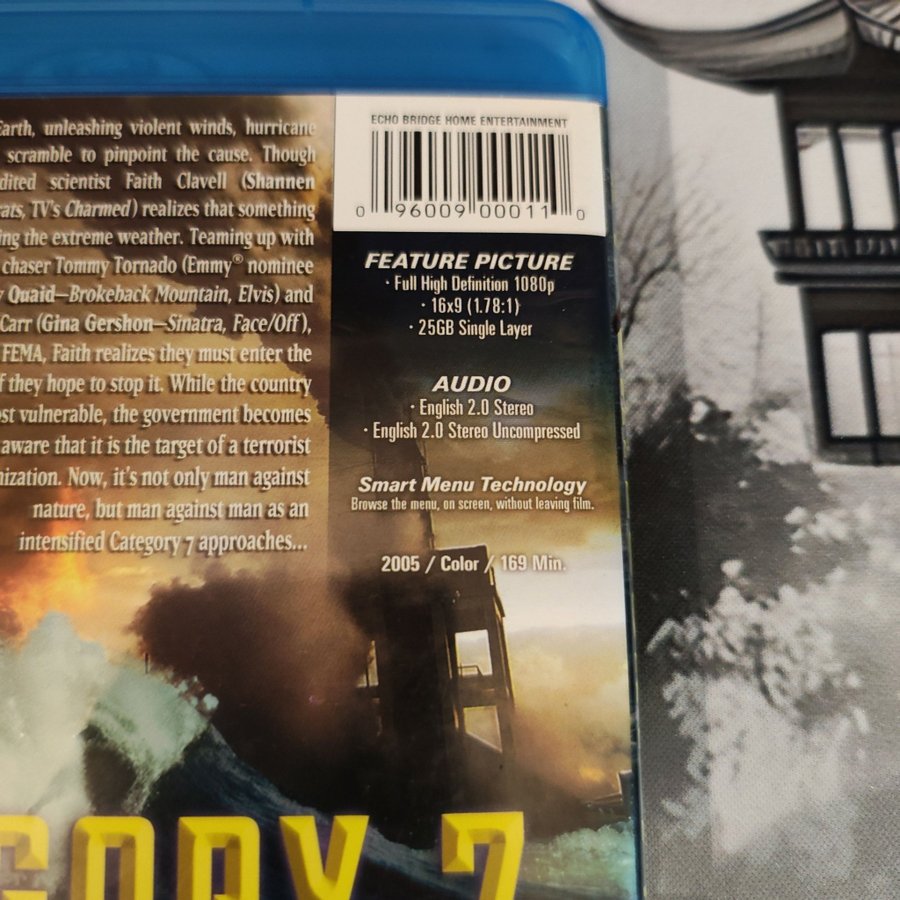 Earth, unleashing violent winds, hurricane
scramble to pinpoint the cause. Though
dited scientist Faith Clavell (Shannen
ats, TV's Charmed) realizes that something
ing the extreme weather. Teaming up with
chaser Tommy Tornado (Emmy® nominee
y Quaid—Brokeback Mountain, Elvis) and
Carr (Gina Gershon—Sinatra, Face/Off),
FEMA, Faith realizes they must enter the
f they hope to stop it. While the country
ost vulnerable, the government becomes
aware that it is the target of a terrorist
nization. Now, it's not only man against
nature, but man against man as an
intensified Category 7 approaches...
ECHO BRIDGE HOME ENTERTAINMENT
0 96009 00011 0
FEATURE PICTURE
· Full High Definition 1080p
· 16x9 (1.78:1)
· 25GB Single Layer
AUDIO
· English 2.0 Stereo
· English 2.0 Stereo Uncompressed
Smart Menu Technology
Browse the menu, on screen, without leaving film.
2005 / Color / 169 Min.
GORY 7